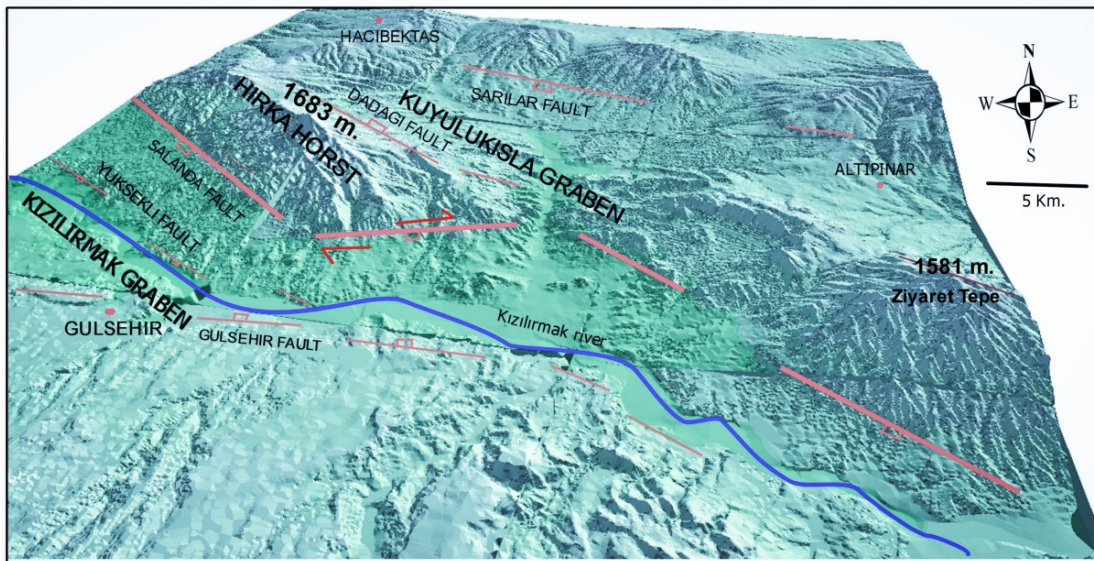 HACIBEKTAS
N
W E
S
5 Km.
SARILAR FAULT
KUYULUKISLA GRABEN
DADAGI FAULT
1683 m.
HIRKA HORST
SALANDA FAULT
YUKSEKLI FAULT
KIZILIRMAK GRABEN
ALTIPINAR
1581 m.
Ziyaret Tepe
GULSEHIR
GULSEHIR FAULT
Kızılırmak river